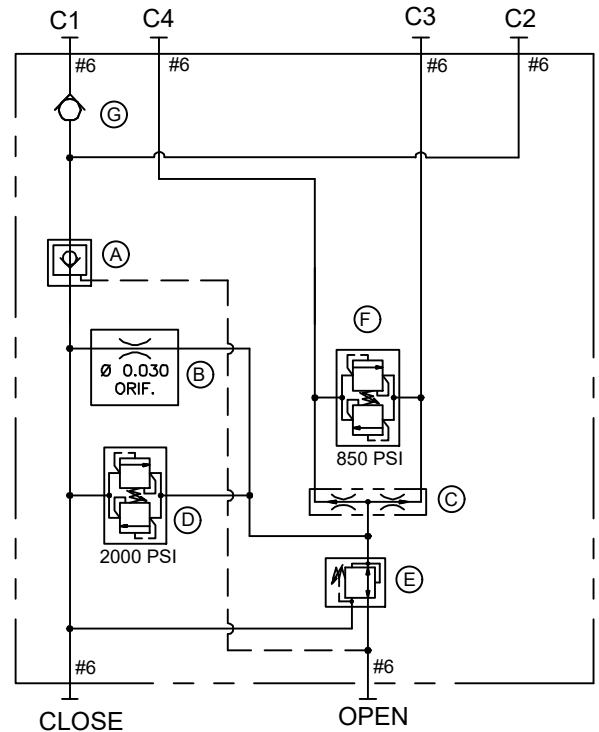 C1 C4 C3 C2
#6 #6 #6 #6
G
A
F
Ø 0.030
ORIF.
B
850 PSI
C
D
2000 PSI
E
#6 #6
CLOSE OPEN